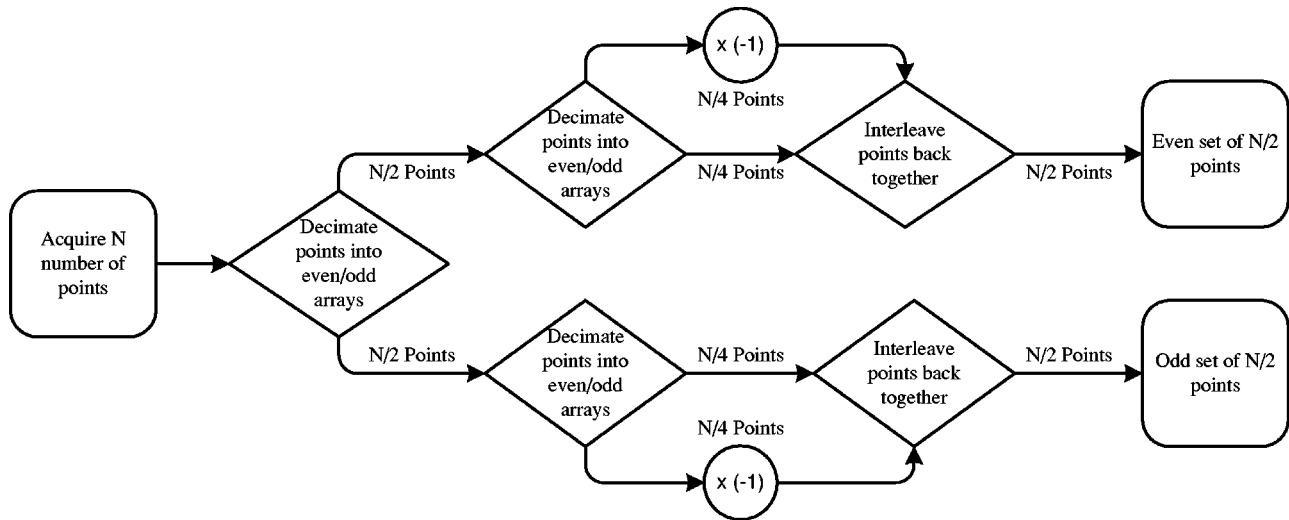 x (-1)
N/4 Points
Decimate
points into
even/odd
arrays
Interleave
points back
together
Even set of N/2
points
N/2 Points
N/4 Points
N/2 Points
Acquire N
number of
points
Decimate
points into
even/odd
arrays
Decimate
points into
even/odd
arrays
Interleave
points back
together
Odd set of N/2
points
N/2 Points
N/4 Points
N/2 Points
N/4 Points
x (-1)